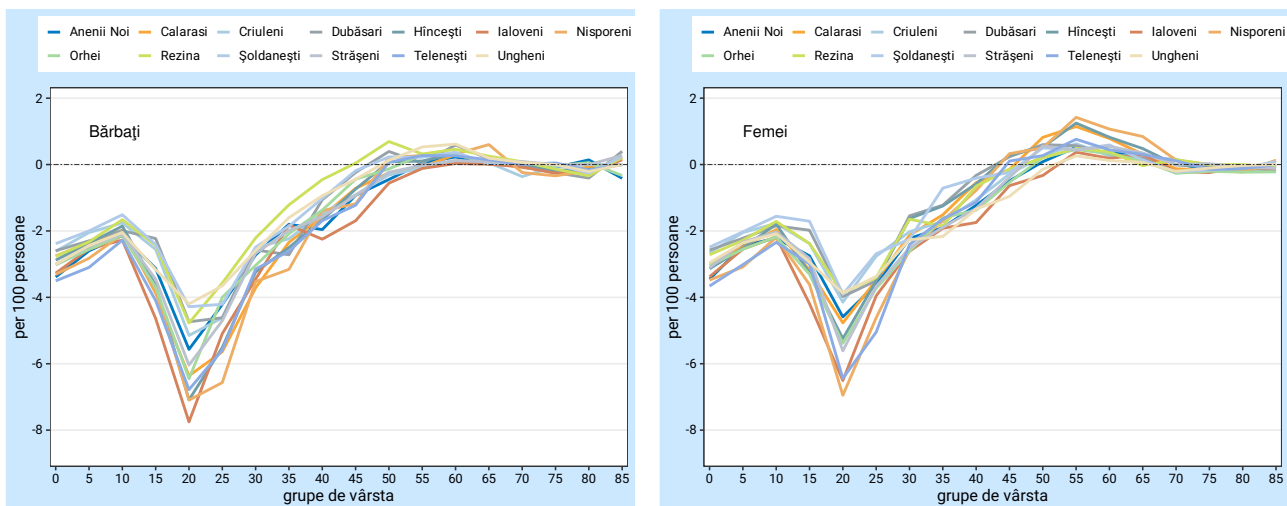 Anenii Noi Calarasi Criuleni Dubăsari Hînceşti Ialoveni Nisporeni
Orhei Rezina Şoldaneşti Străşeni Teleneşti Ungheni
Bărbaţi
per 100 persoane
2
0
-2
-4
-6
-8
0 5 10 15 20 25 30 35 40 45 50 55 60 65 70 75 80 85
grupe de vârsta
Anenii Noi Calarasi Criuleni Dubăsari Hînceşti Ialoveni Nisporeni
Orhei Rezina Şoldaneşti Străşeni Teleneşti Ungheni
Femei
per 100 persoane
2
0
-2
-4
-6
-8
0 5 10 15 20 25 30 35 40 45 50 55 60 65 70 75 80 85
grupe de vârsta